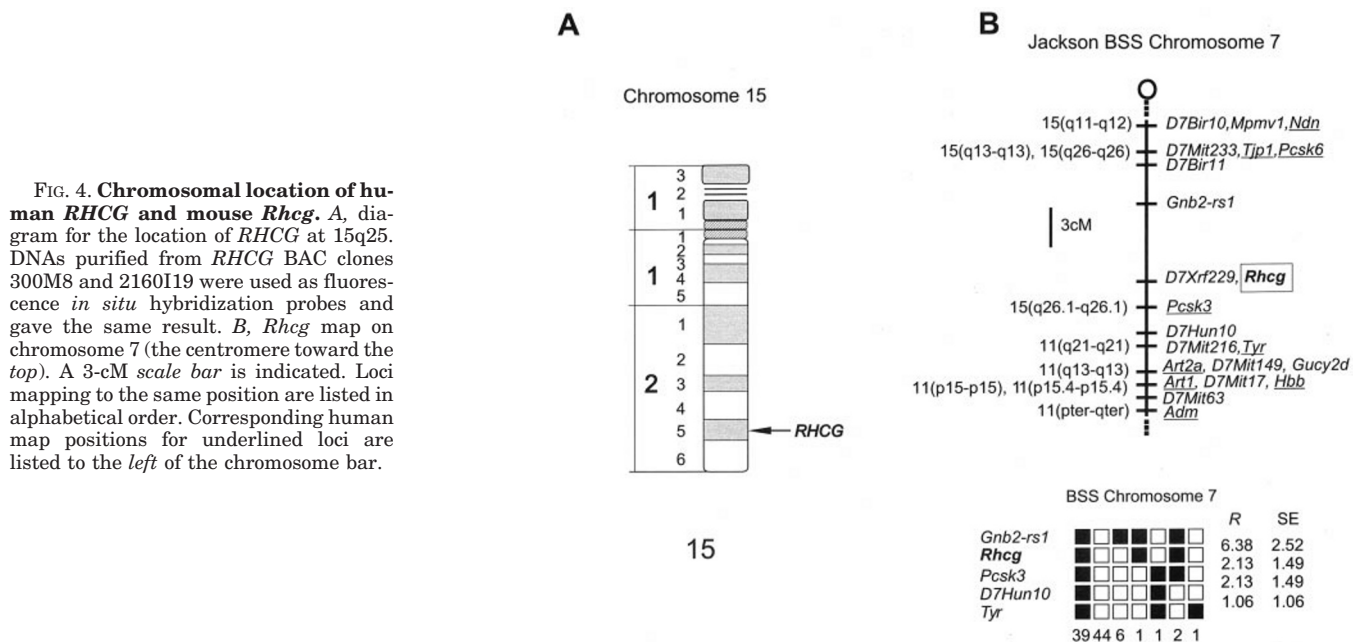 FIG. 4. Chromosomal location of hu-
man RHCG and mouse Rhcg. A, dia-
gram for the location of RHCG at 15q25.
DNAs purified from RHCG BAC clones
300M8 and 2160I19 were used as fluores-
cence in situ hybridization probes and
gave the same result. B, Rhcg map on
chromosome 7 (the centromere toward the
top). A 3-cM scale bar is indicated. Loci
mapping to the same position are listed in
alphabetical order. Corresponding human
map positions for underlined loci are
listed to the left of the chromosome bar.
A
Chromosome 15
1
3
2
1
1
1
2
3
4
5
2
1
2
3
4
5
6
RHCG
15
B
Jackson BSS Chromosome 7
15(q11-q12) D7Bir10,Mpmv1,Ndn
15(q13-q13), 15(q26-q26) D7Mit233,Tjp1,Pcsk6
D7Bir11
Gnb2-rs1
3cM
D7Xrf229, Rhcg
15(q26.1-q26.1) Pcsk3
D7Hun10
11(q21-q21) D7Mit216,Tyr
11(q13-q13) Art2a, D7Mit149, Gucy2d
11(p15-p15), 11(p15.4-p15.4) Art1, D7Mit17, Hbb
D7Mit63
11(pter-qter) Adm
BSS Chromosome 7
R SE
Gnb2-rs1
6.38 2.52
Rhcg
2.13 1.49
Pcsk3
2.13 1.49
D7Hun10
1.06 1.06
Tyr
39 44 6 1 1 2 1